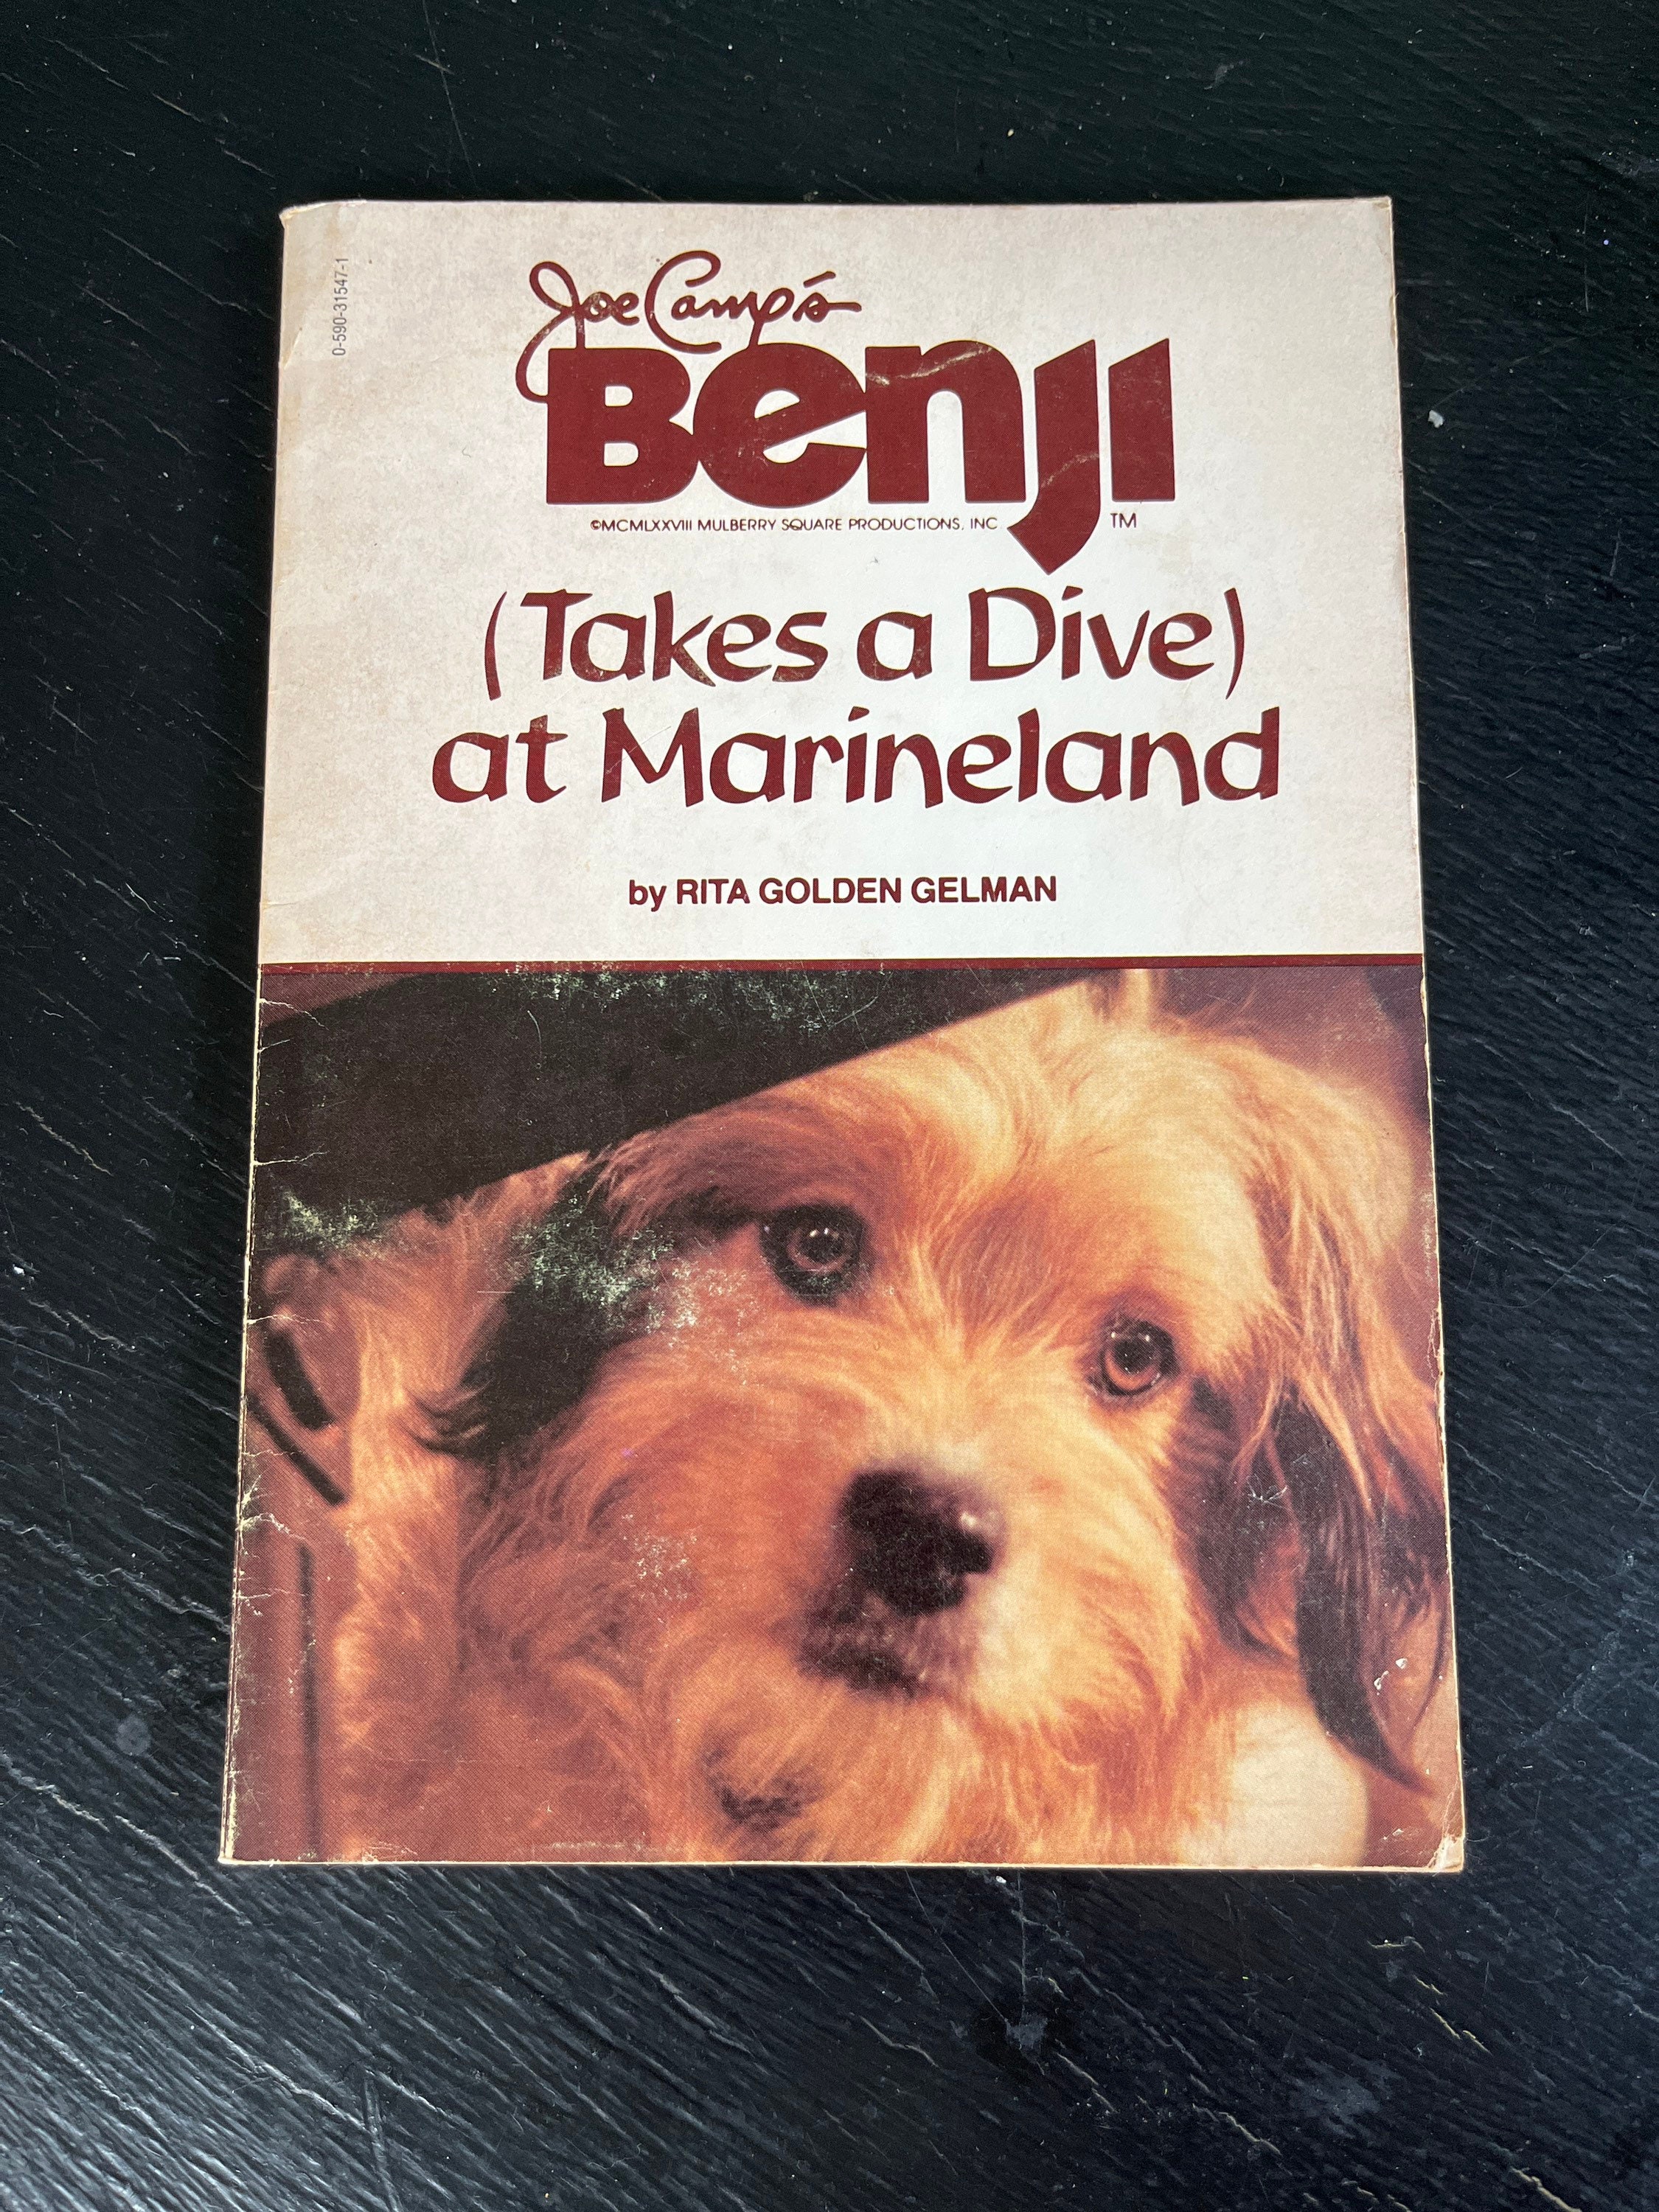 0-590-31547-1
Joe Camp's
BenJI
©MCMLXXVIII MULBERRY SQUARE PRODUCTIONS, INC. TM
(Takes a Dive)
at Marineland
by RITA GOLDEN GELMAN